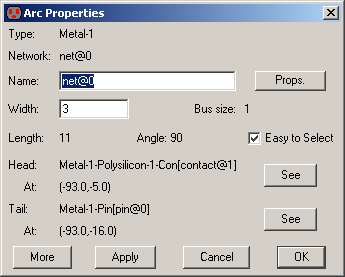 Arc Properties
Type: Metal-1
Network: net@0
Name: net@0 Props.
Width: 3 Bus size: 1
Length: 11 Angle: 90 Easy to Select
Head: Metal-1-Polysilicon-1-Con[contact@1]
See
At: (-93.0,-5.0)
Tail: Metal-1-Pin[pin@0]
See
At: (-93.0,-16.0)
More Apply Cancel OK